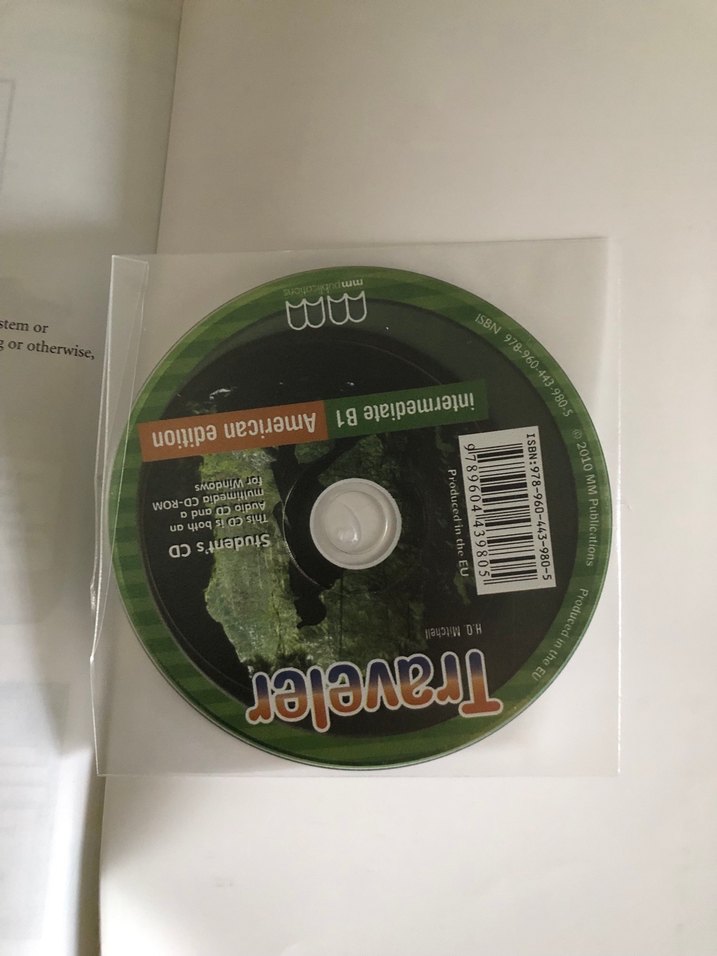 stem or
g or otherwise,
Traveler
H.Q. Mitchell
Student's CD
This CD is both an
Audio CD and a
multimedia CD-ROM
for Windows
Produced in the EU
ISBN:978-960-443-980-5
9789604439805
intermediate B1 American edition
mm publications
ISBN 978-960-443-980-5 © 2010 MM Publications Produced in the EU